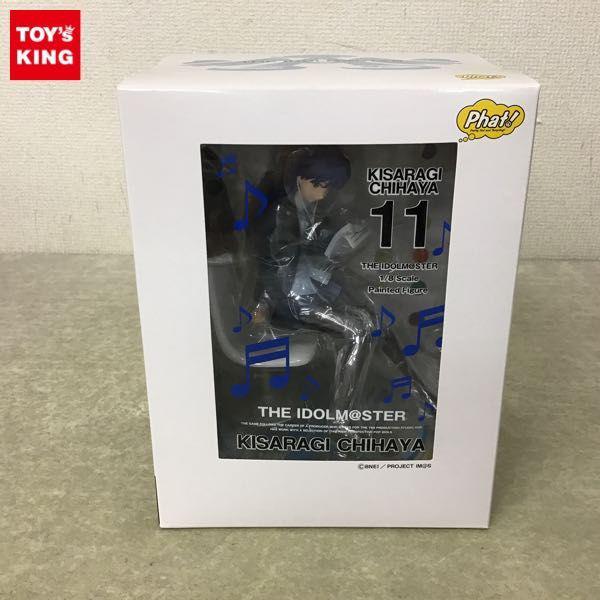 TOY'S
KING
Phat!
KISARAGI
CHIHAYA
11
THE IDOLM@STER
1/8 Scale
Painted Figure
THE IDOLM@STER
KISARAGI CHIHAYA
©BNEI / PROJECT IM@S